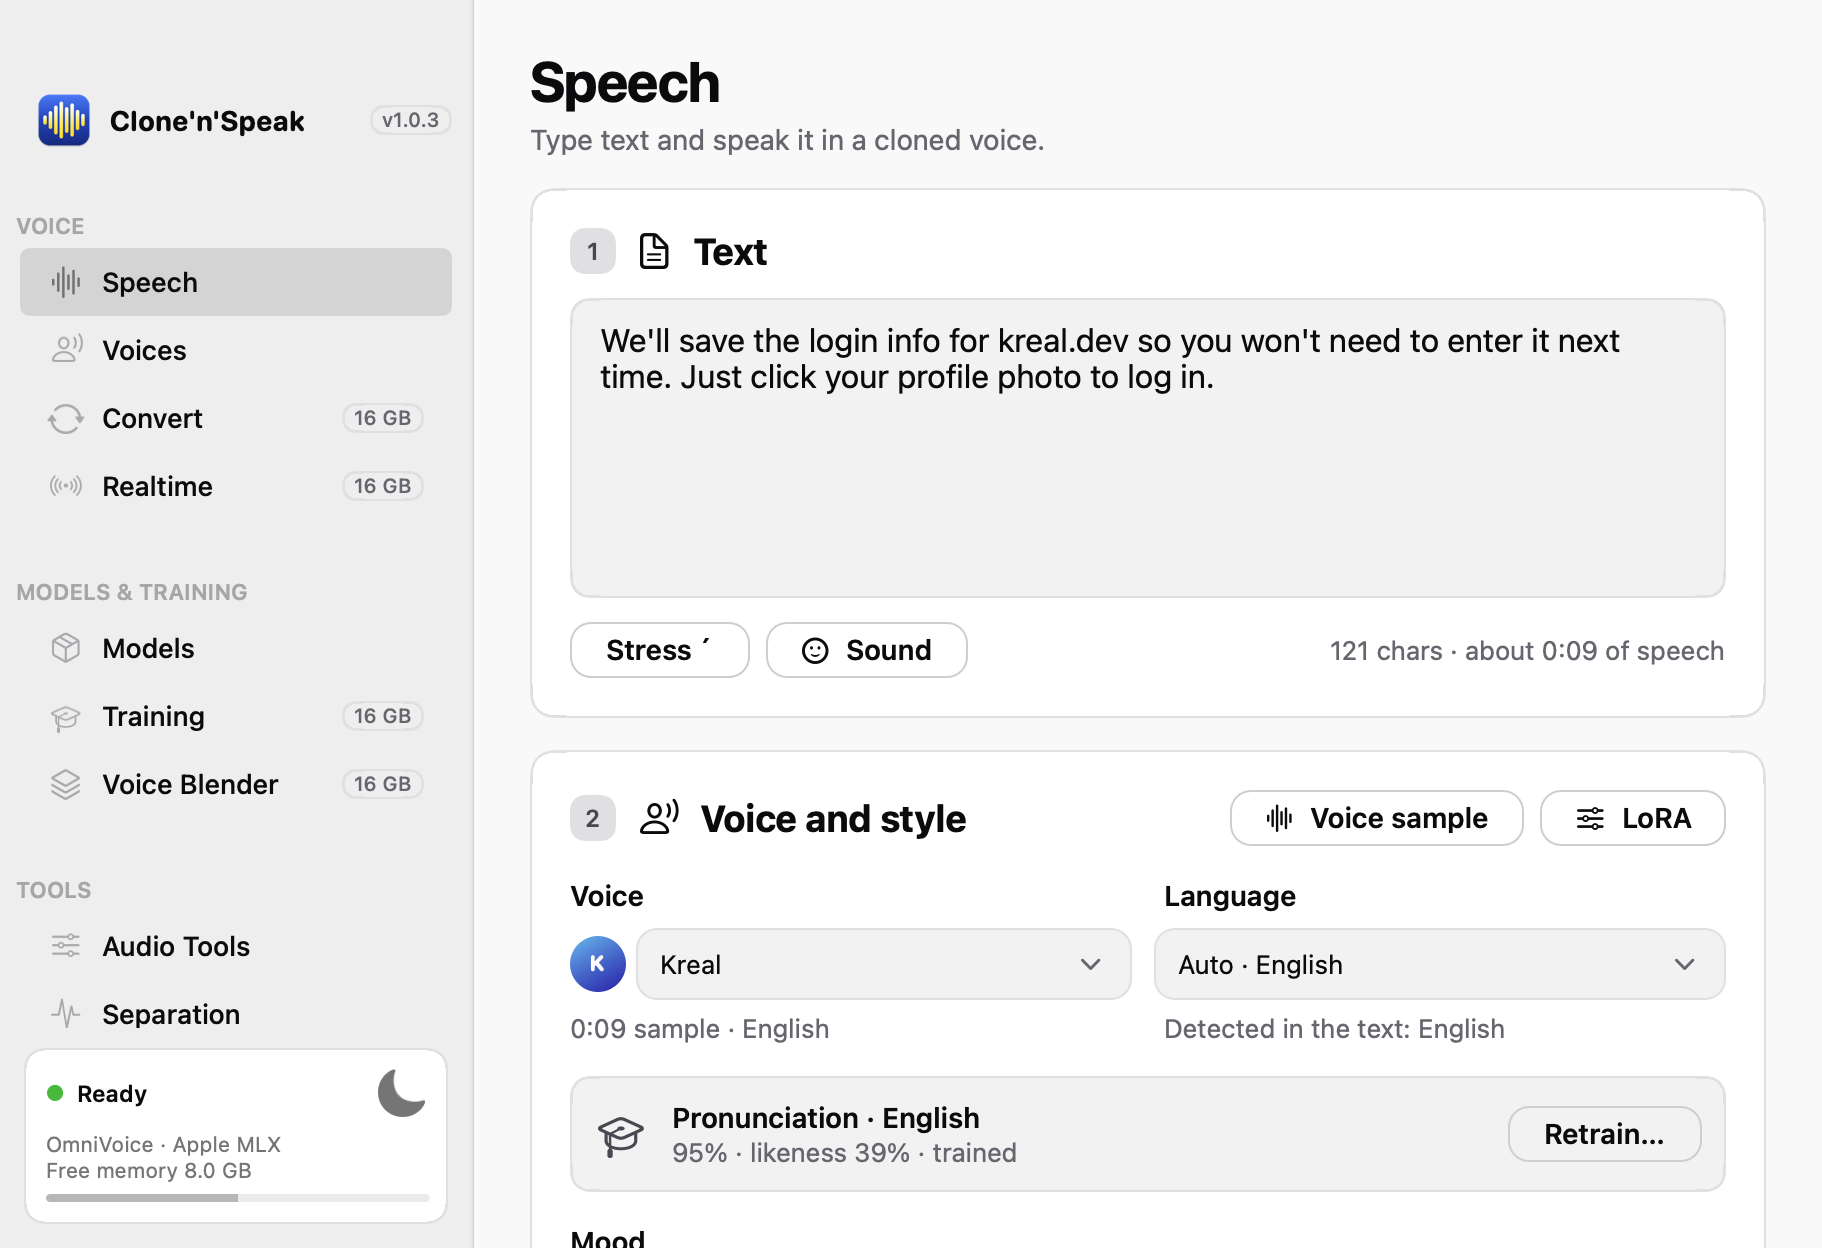 Clone'n'Speak
v1.0.3
VOICE
Speech
Voices
Convert
16 GB
Realtime
16 GB
MODELS & TRAINING
Models
Training
16 GB
Voice Blender
16 GB
TOOLS
Audio Tools
Separation
Ready
OmniVoice · Apple MLX
Free memory 8.0 GB
Speech
Type text and speak it in a cloned voice.
1
Text
We'll save the login info for kreal.dev so you won't need to enter it next
time. Just click your profile photo to log in.
Stress ´
Sound
121 chars · about 0:09 of speech
2
Voice and style
Voice sample
LoRA
Voice
Language
K
Kreal
Auto · English
0:09 sample · English
Detected in the text: English
Pronunciation · English
95% · likeness 39% · trained
Retrain...
Mood